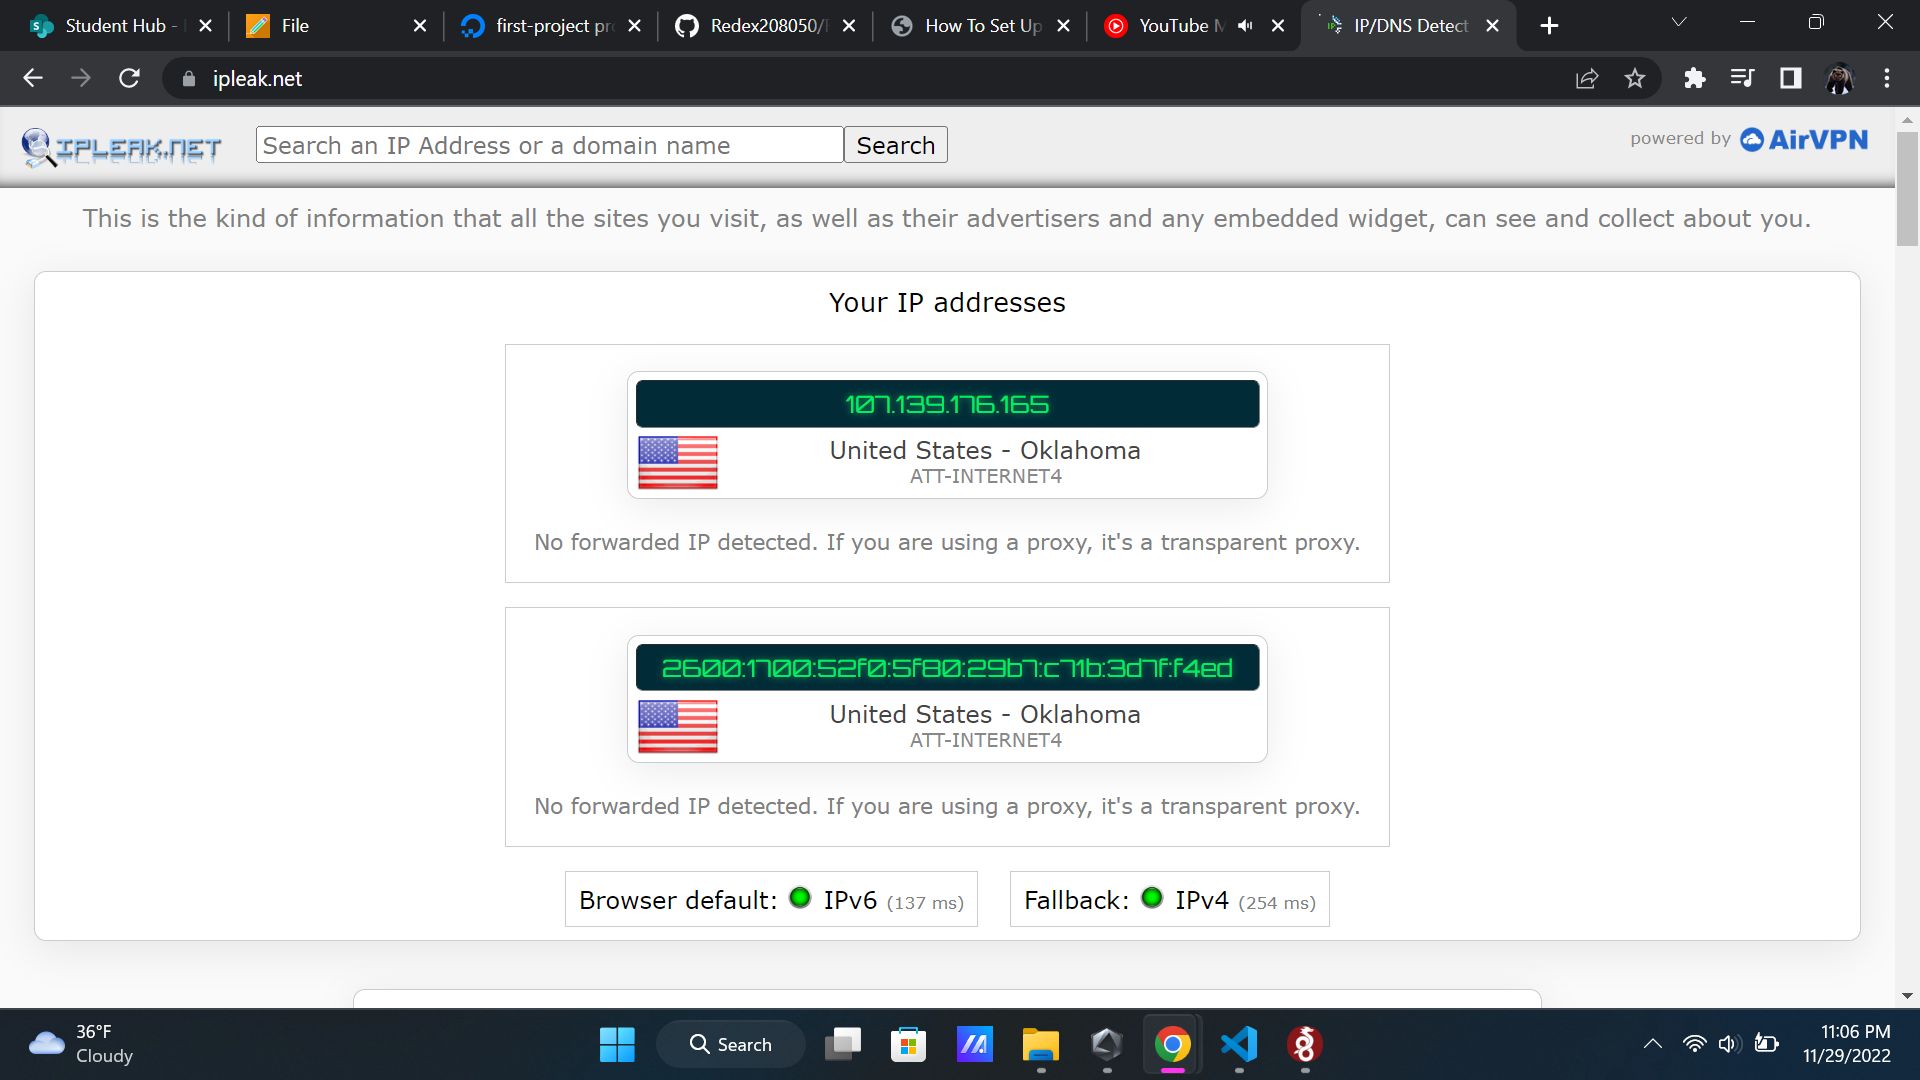 Student Hub -
File
first-project pr
Redex208050/
How To Set Up
YouTube M
IP/DNS Detect
ipleak.net
IPLEAK.NET
Search an IP Address or a domain name
Search
powered by AirVPN
This is the kind of information that all the sites you visit, as well as their advertisers and any embedded widget, can see and collect about you.
Your IP addresses
107.139.176.165
United States - Oklahoma
ATT-INTERNET4
No forwarded IP detected. If you are using a proxy, it's a transparent proxy.
2600:1700:52f0:5f80:29b7:c71b:3d7f:f4ed
United States - Oklahoma
ATT-INTERNET4
No forwarded IP detected. If you are using a proxy, it's a transparent proxy.
Browser default: IPv6 (137 ms)
Fallback: IPv4 (254 ms)
36°F
Cloudy
Search
11:06 PM
11/29/2022